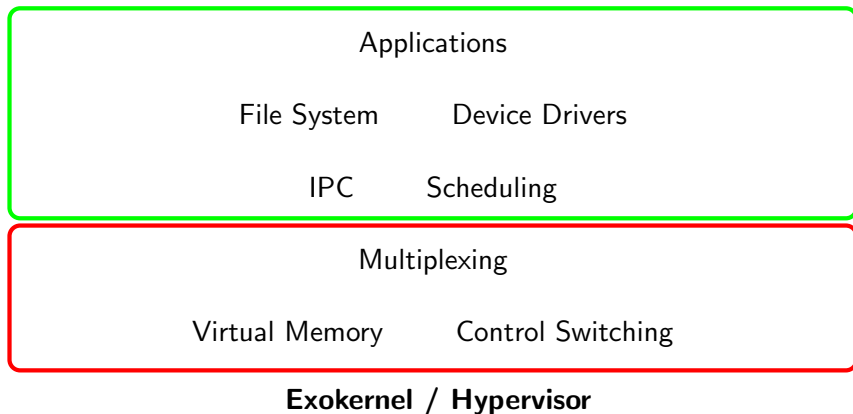 Applications
File System Device Drivers
IPC Scheduling
Multiplexing
Virtual Memory Control Switching
Exokernel / Hypervisor